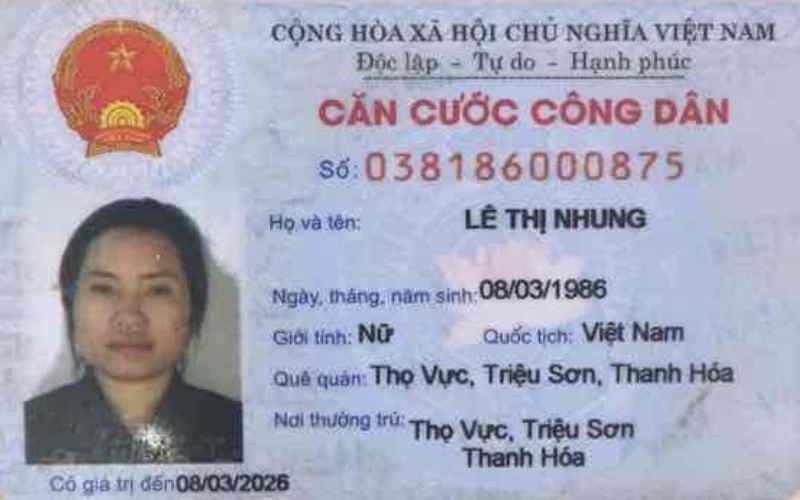 CỘNG HÒA XÃ HỘI CHỦ NGHĨA VIỆT NAM
Độc lập - Tự do - Hạnh phúc
CĂN CƯỚC CÔNG DÂN
Số: 038186000875
Họ và tên: LÊ THỊ NHUNG
Ngày, tháng, năm sinh: 08/03/1986
Giới tính: Nữ Quốc tịch: Việt Nam
Quê quán: Thọ Vực, Triệu Sơn, Thanh Hóa
Nơi thường trú: Thọ Vực, Triệu Sơn
Thanh Hóa
Có giá trị đến 08/03/2026